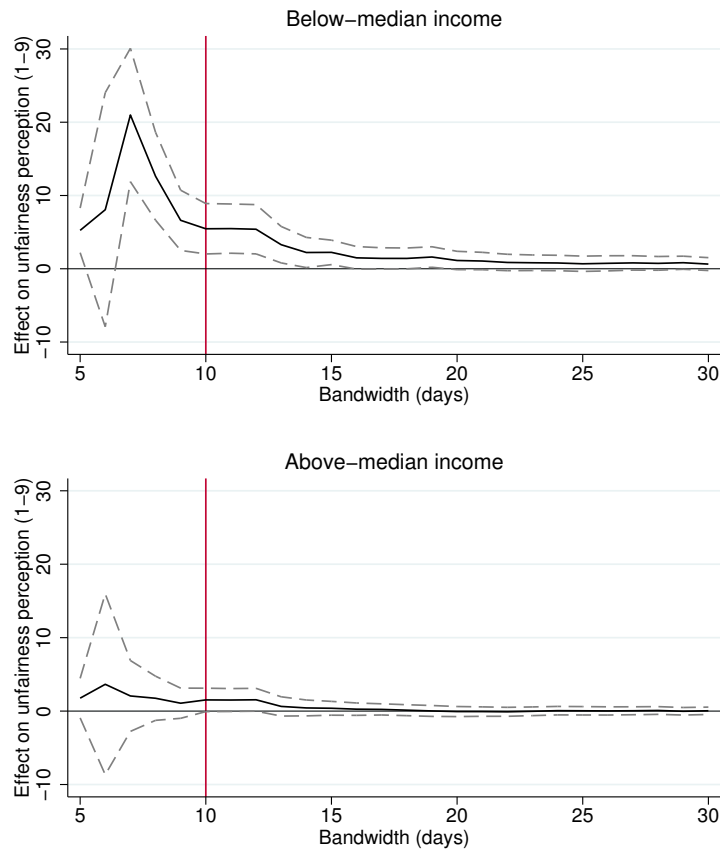 Below−median income
Effect on unfairness perception (1−9)
30
20
10
0
−10
5 10 15 20 25 30
Bandwidth (days)
Above−median income
Effect on unfairness perception (1−9)
30
20
10
0
−10
5 10 15 20 25 30
Bandwidth (days)